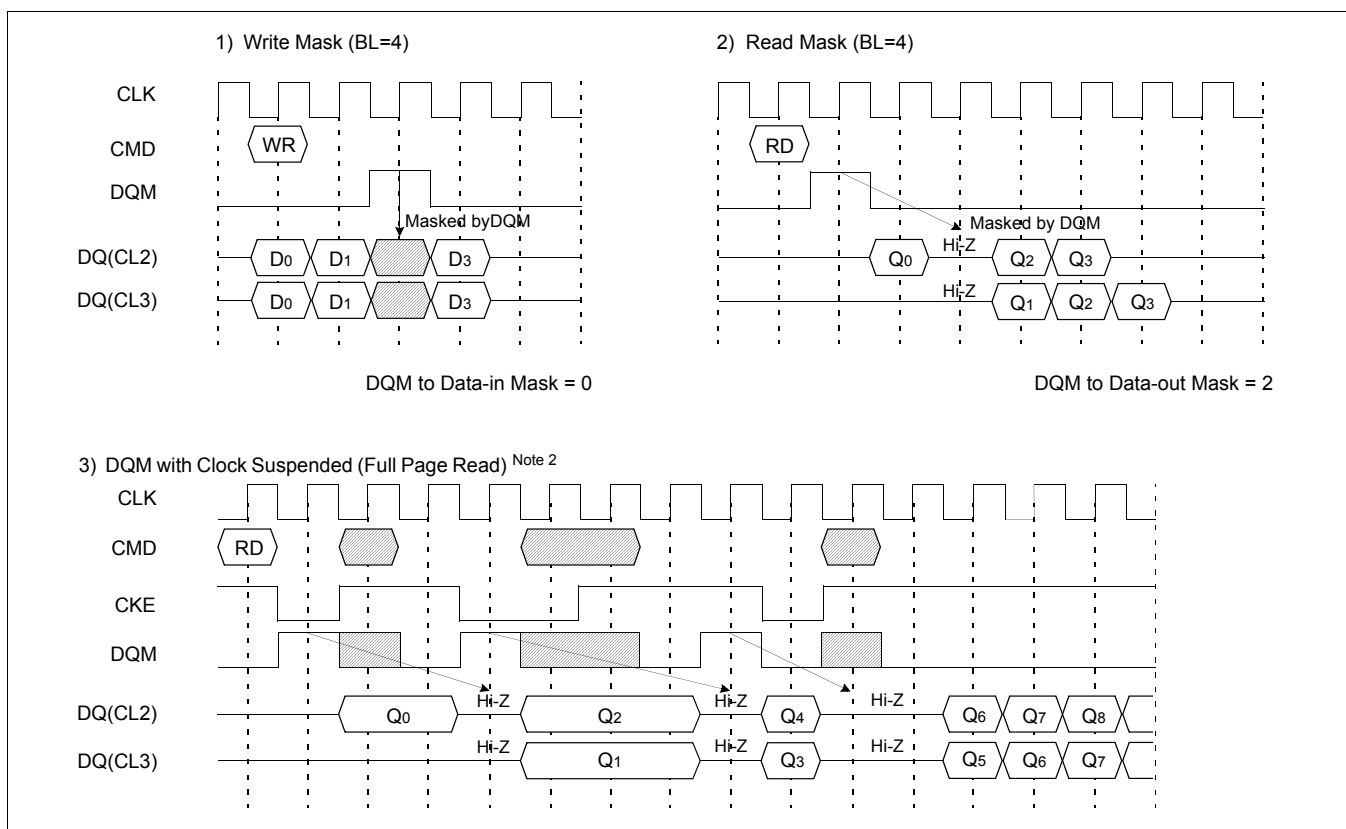 1) Write Mask (BL=4)
2) Read Mask (BL=4)
CLK
CMD WR RD
DQM
Masked byDQM
Masked by DQM
DQ(CL2) D0 D1 D3 Q0 Hi-Z Q2 Q3
DQ(CL3) D0 D1 D3 Hi-Z Q1 Q2 Q3
DQM to Data-in Mask = 0
DQM to Data-out Mask = 2
3) DQM with Clock Suspended (Full Page Read) Note 2
CLK
CMD RD
CKE
DQM
DQ(CL2) Q0 Hi-Z Q2 Hi-Z Q4 Hi-Z Q6 Q7 Q8
DQ(CL3) Hi-Z Q1 Hi-Z Q3 Hi-Z Q5 Q6 Q7